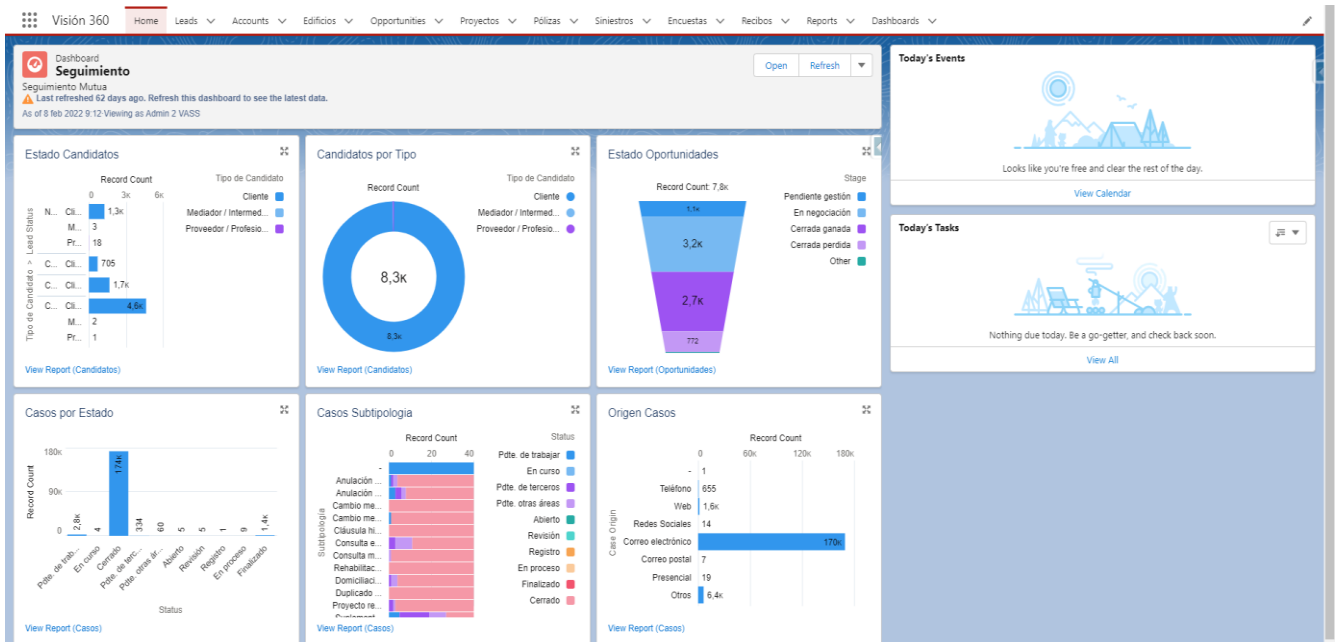 Visión 360 Home Leads Accounts Edificios Opportunities Proyectos Pólizas Siniestros Encuestas Recibos Reports Dashboards
Dashboard
Seguimiento
Seguimiento Mutua
Last refreshed 62 days ago. Refresh this dashboard to see the latest data.
As of 8 feb 2022 9:12·Viewing as Admin 2 VASS
Open Refresh
Estado Candidatos
Record Count
0 3K 6K
Tipo de Candidato > Lead Status
N... Cli... 1,3K
M... 3
Pr... 18
C... Cli... 705
C... Cli... 1,7K
C... Cli... 4,6K
M... 2
Pr... 1
Tipo de Candidato
Cliente
Mediador / Intermed...
Proveedor / Profesio...
View Report (Candidatos)
Candidatos por Tipo
Record Count
8,3K
8,3K
Tipo de Candidato
Cliente
Mediador / Intermed...
Proveedor / Profesio...
View Report (Candidatos)
Estado Oportunidades
Record Count: 7,8K
1,1K
3,2K
2,7K
772
Stage
Pendiente gestión
En negociación
Cerrada ganada
Cerrada perdida
Other
View Report (Oportunidades)
Casos por Estado
Record Count
180K
90K
0
2,8K 4 174K 334 60 5 5 1 9 1,4K
Pdte. de trab... En curso Cerrado Pdte. de terc... Pdte. otras ár... Abierto Revisión Registro En proceso Finalizado
Status
View Report (Casos)
Casos Subtipologia
Record Count
0 20 40
Subtipología
-
Anulación ...
Anulación ...
Cambio me...
Cambio me...
Cláusula hi...
Consulta e...
Consulta m...
Rehabilitac...
Domiciliaci...
Duplicado ...
Proyecto re...
Suplement...
Status
Pdte. de trabajar
En curso
Pdte. de terceros
Pdte. otras áreas
Abierto
Revisión
Registro
En proceso
Finalizado
Cerrado
View Report (Casos)
Origen Casos
Record Count
0 60K 120K 180K
Case Origin
- 1
Teléfono 655
Web 1,6K
Redes Sociales 14
Correo electrónico 170K
Correo postal 7
Presencial 19
Otros 6,4K
View Report (Casos)
Today's Events
Looks like you're free and clear the rest of the day.
View Calendar
Today's Tasks
Nothing due today. Be a go-getter, and check back soon.
View All